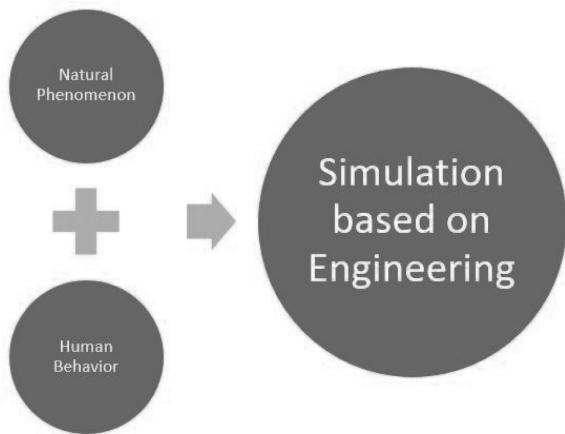 Natural
Phenomenon
Human
Behavior
Simulation
based on
Engineering